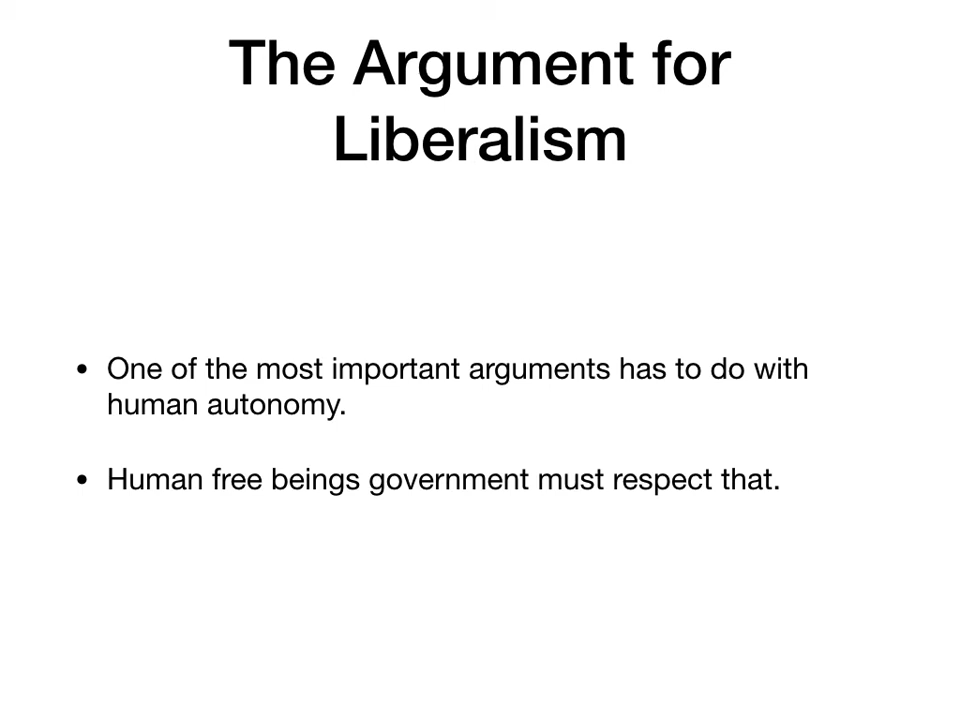 The Argument for
Liberalism
• One of the most important arguments has to do with
human autonomy.
• Human free beings government must respect that.